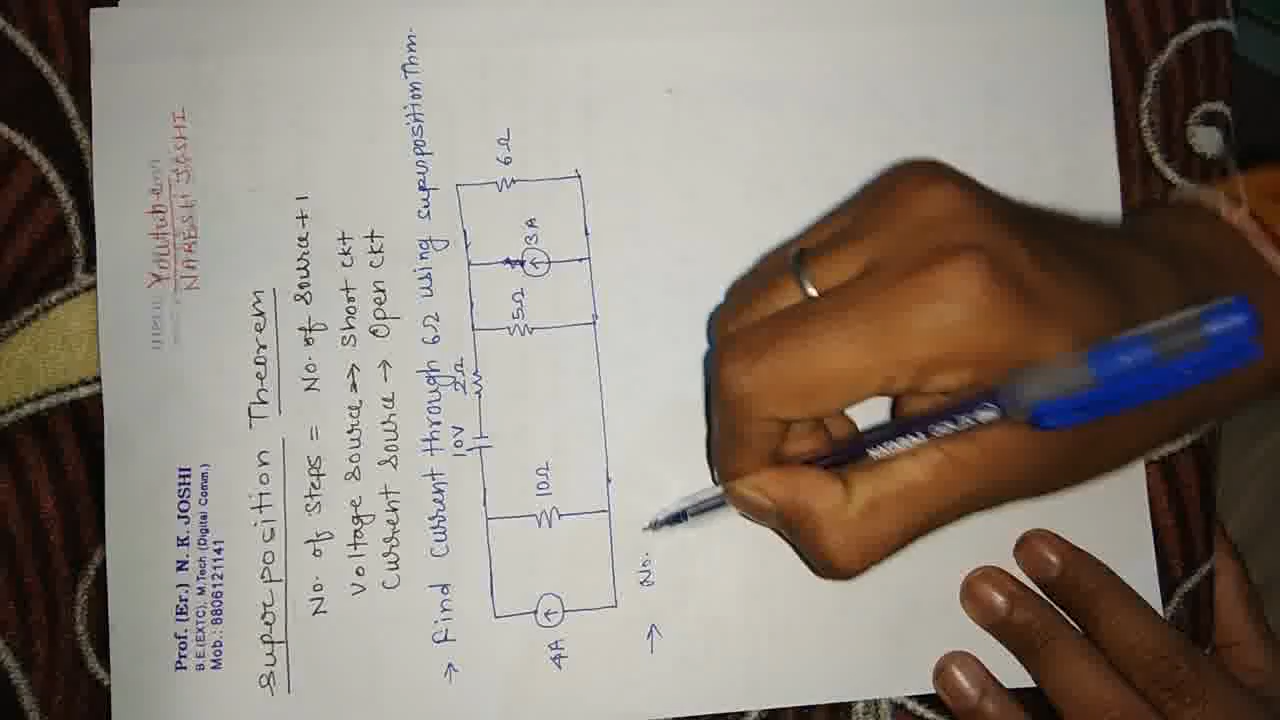 Youtube
NARESH JOSHI
Prof. (Er.) N. K. JOSHI
B.E.(EXTC), M.Tech (Digital Comm.)
Mob.: 8806121141
Superposition Theorem
No. of Steps = No. of Source + 1
Voltage Source → Short Ckt
Current Source → Open Ckt
→ Find Current through 6Ω using superposition Thm.
10V 2Ω
4A 10Ω 5Ω 3A 6Ω
→ No.